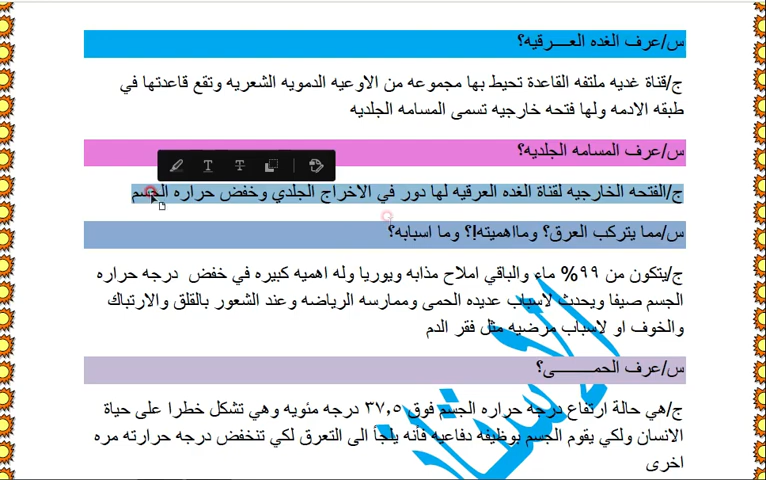 س/عرف الغده العـــرقيه؟
ج/قناة غديه ملتفه القاعدة تحيط بها مجموعه من الاوعيه الدمويه الشعريه وتقع قاعدتها في
طبقه الادمه ولها فتحه خارجيه تسمى المسامه الجلديه
س/عرف المسامه الجلديه؟
ج/الفتحه الخارجيه لقناة الغده العرقيه لها دور في الاخراج الجلدي وخفض حراره الجسم
س/مما يتركب العرق؟ ومااهميته!؟ وما اسبابه؟
ج/يتكون من ٩٩% ماء والباقي املاح مذابه ويوريا وله اهميه كبيره في خفض درجه حراره
الجسم صيفا ويحدث لاسباب عديده الحمى وممارسه الرياضه وعند الشعور بالقلق والارتباك
والخوف او لاسباب مرضيه مثل فقر الدم
س/عرف الحمــــــى؟
ج/هي حالة ارتفاع درجه حراره الجسم فوق ٣٧,٥ درجه مئويه وهي تشكل خطرا على حياة
الانسان ولكي يقوم الجسم بوظيفه دفاعيه فأنه يلجأ الى التعرق لكي تنخفض درجه حرارته مره
اخرى